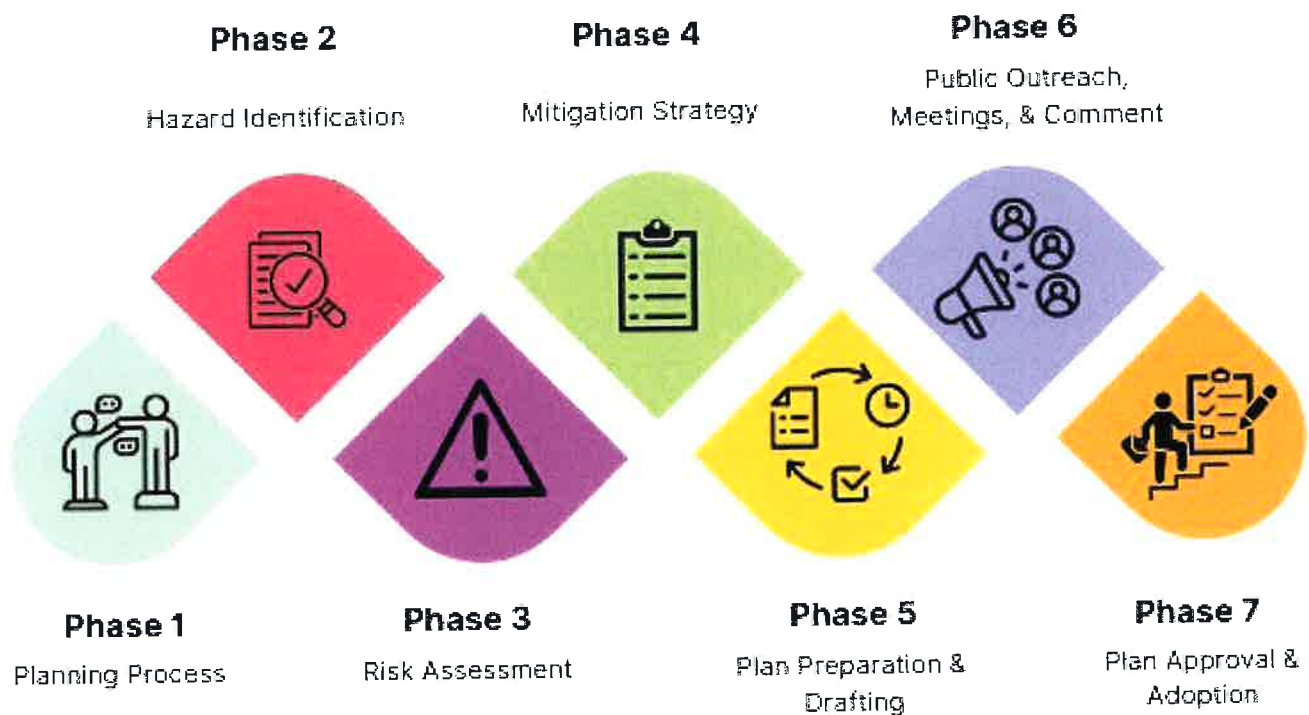 Phase 2
Hazard Identification
Phase 4
Mitigation Strategy
Phase 6
Public Outreach,
Meetings, & Comment
Phase 1
Planning Process
Phase 3
Risk Assessment
Phase 5
Plan Preparation &
Drafting
Phase 7
Plan Approval &
Adoption